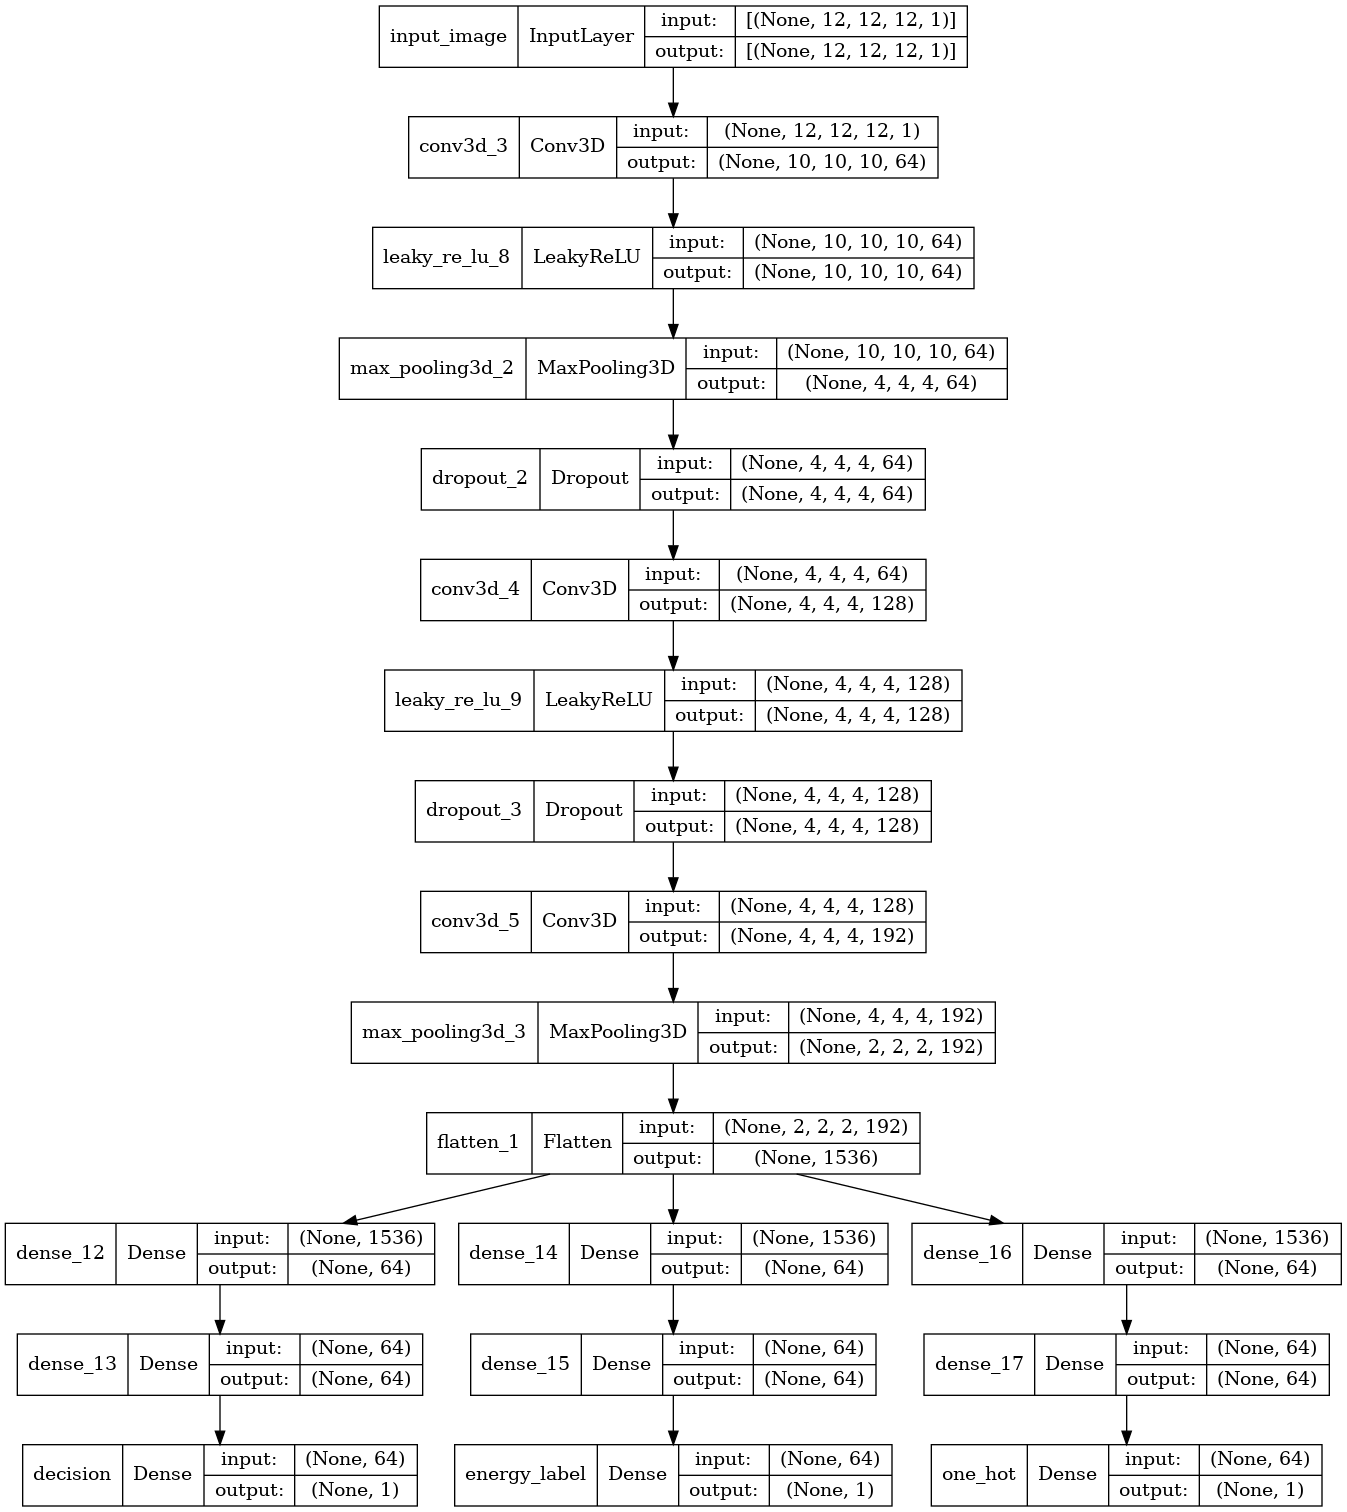 input_image InputLayer input: [(None, 12, 12, 12, 1)]
output: [(None, 12, 12, 12, 1)]
conv3d_3 Conv3D input: (None, 12, 12, 12, 1)
output: (None, 10, 10, 10, 64)
leaky_re_lu_8 LeakyReLU input: (None, 10, 10, 10, 64)
output: (None, 10, 10, 10, 64)
max_pooling3d_2 MaxPooling3D input: (None, 10, 10, 10, 64)
output: (None, 4, 4, 4, 64)
dropout_2 Dropout input: (None, 4, 4, 4, 64)
output: (None, 4, 4, 4, 64)
conv3d_4 Conv3D input: (None, 4, 4, 4, 64)
output: (None, 4, 4, 4, 128)
leaky_re_lu_9 LeakyReLU input: (None, 4, 4, 4, 128)
output: (None, 4, 4, 4, 128)
dropout_3 Dropout input: (None, 4, 4, 4, 128)
output: (None, 4, 4, 4, 128)
conv3d_5 Conv3D input: (None, 4, 4, 4, 128)
output: (None, 4, 4, 4, 192)
max_pooling3d_3 MaxPooling3D input: (None, 4, 4, 4, 192)
output: (None, 2, 2, 2, 192)
flatten_1 Flatten input: (None, 2, 2, 2, 192)
output: (None, 1536)
dense_12 Dense input: (None, 1536)
output: (None, 64)
dense_14 Dense input: (None, 1536)
output: (None, 64)
dense_16 Dense input: (None, 1536)
output: (None, 64)
dense_13 Dense input: (None, 64)
output: (None, 64)
dense_15 Dense input: (None, 64)
output: (None, 64)
dense_17 Dense input: (None, 64)
output: (None, 64)
decision Dense input: (None, 64)
output: (None, 1)
energy_label Dense input: (None, 64)
output: (None, 1)
one_hot Dense input: (None, 64)
output: (None, 1)